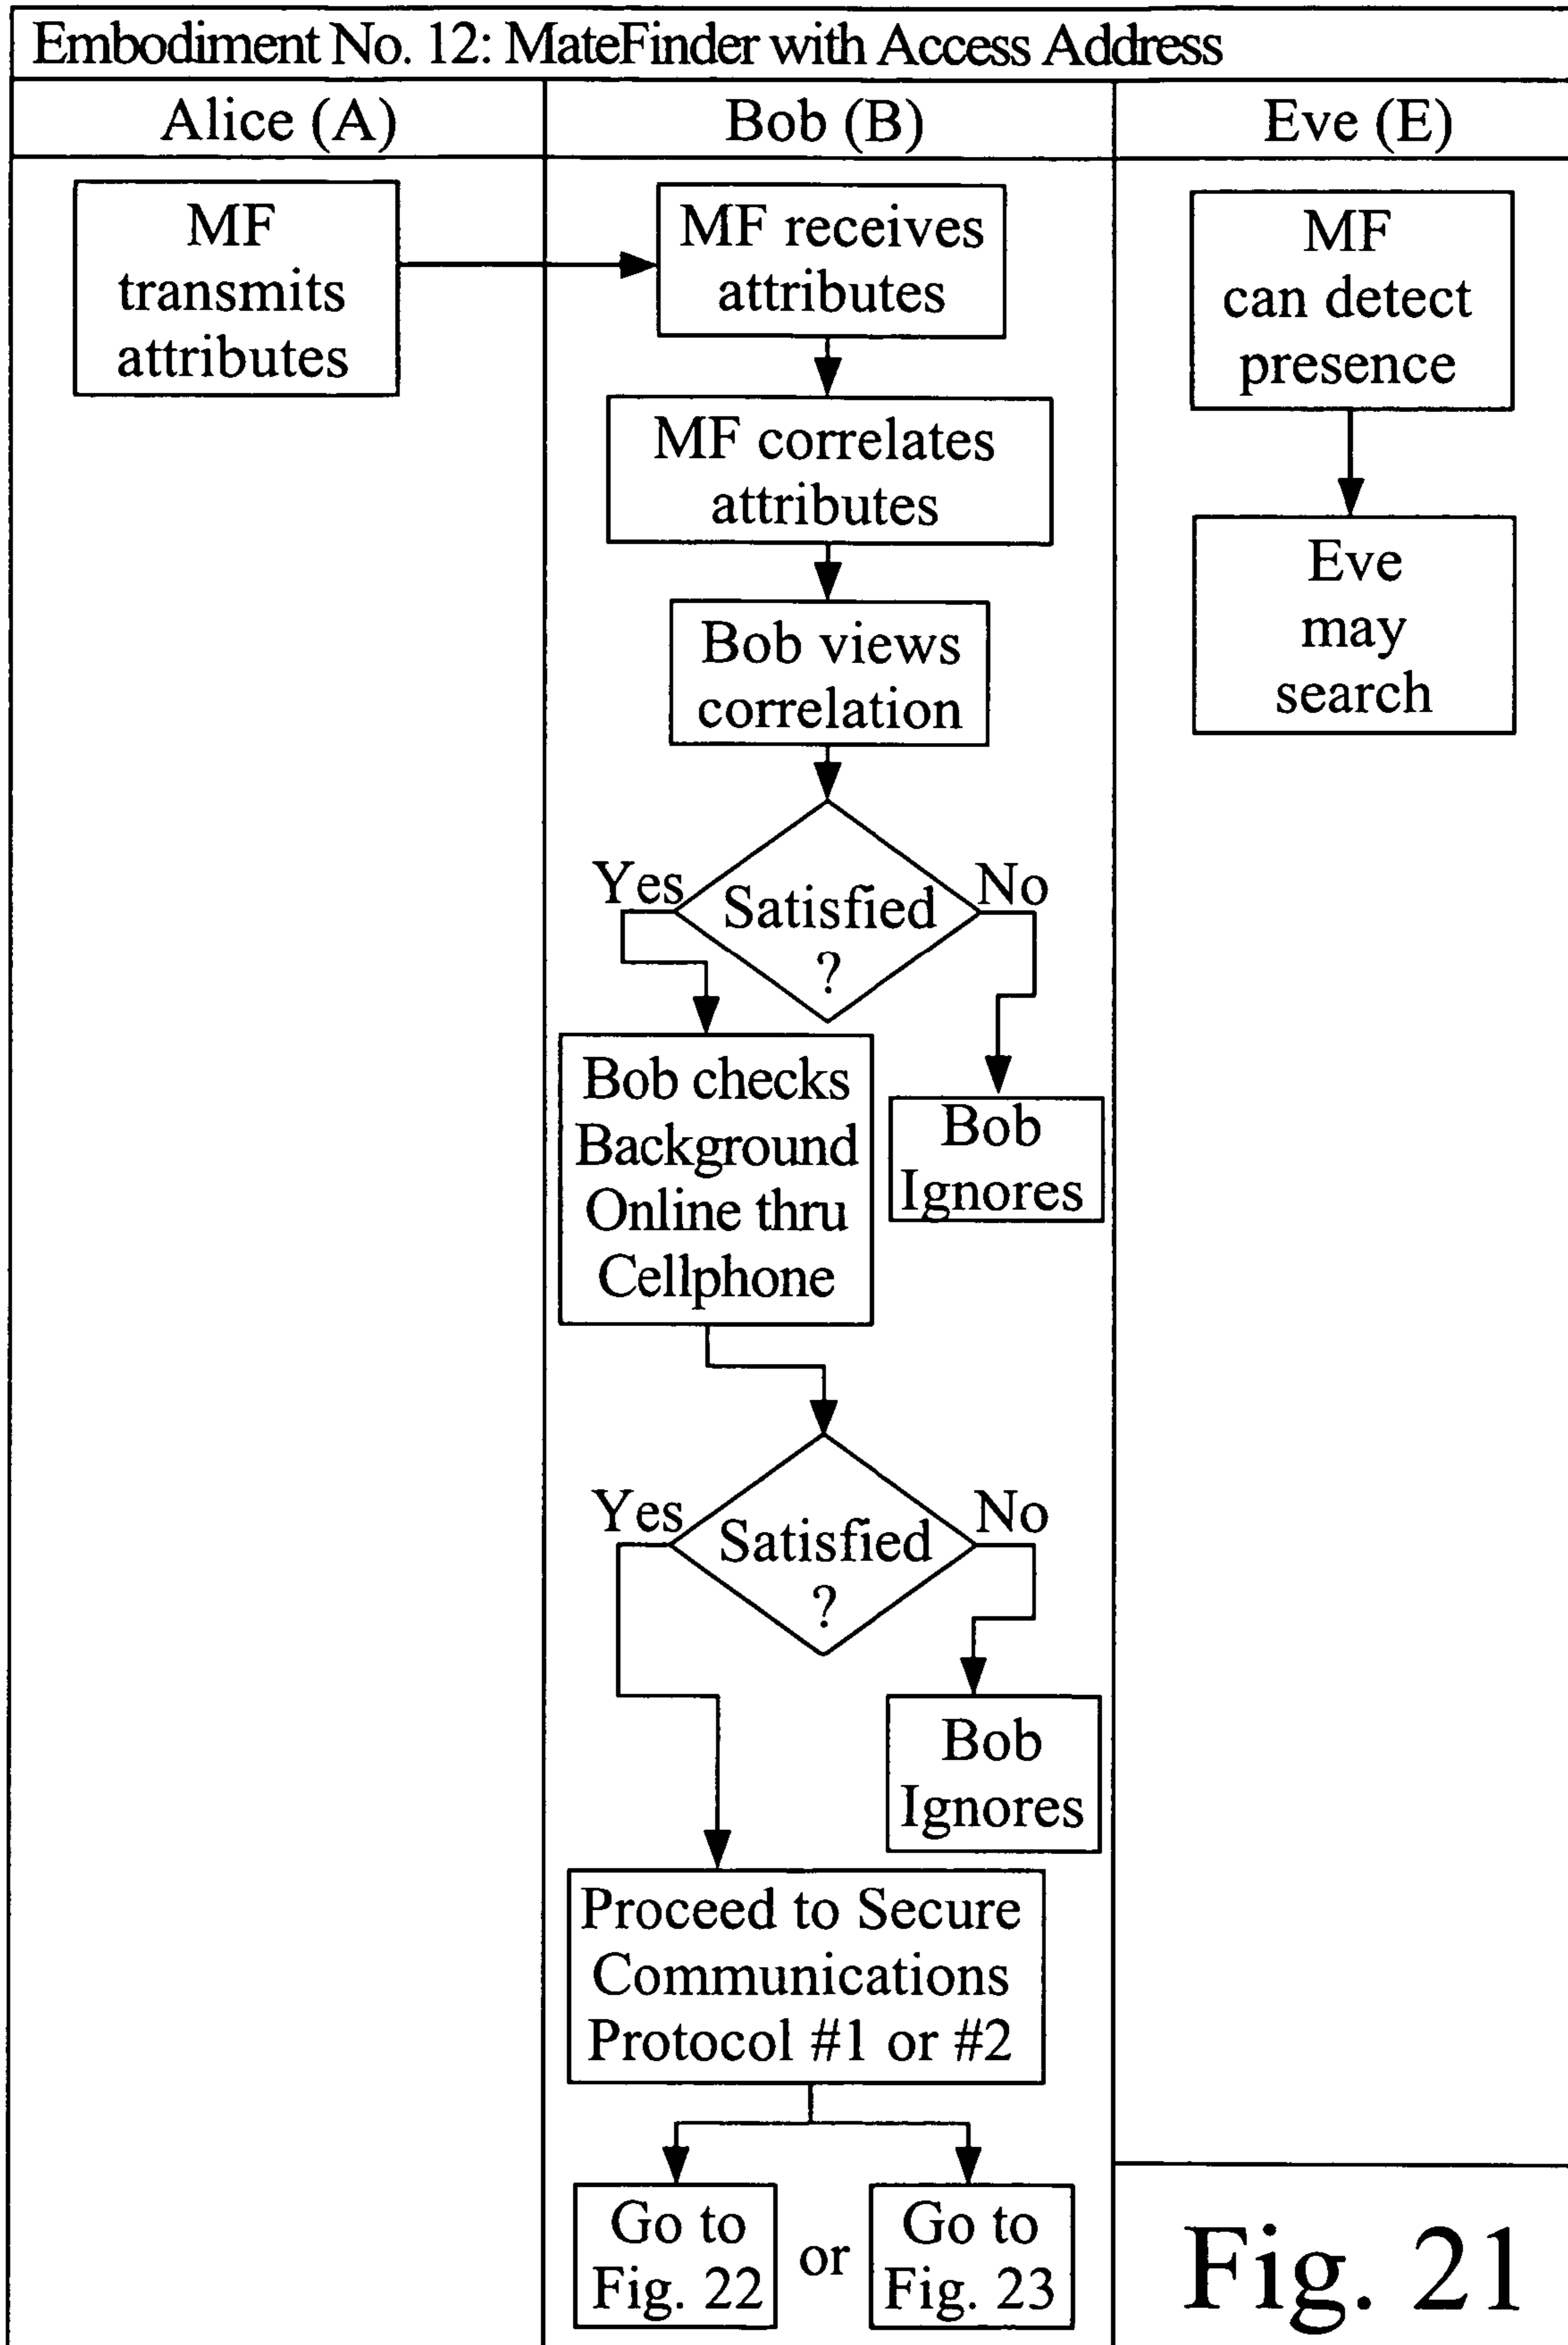 Embodiment No. 12: MateFinder with Access Address
Alice (A)
Bob (B)
Eve (E)
MF
transmits
attributes
MF receives
attributes
MF correlates
attributes
Bob views
correlation
Satisfied
?
Yes
No
Bob checks
Background
Online thru
Cellphone
Bob
Ignores
Satisfied
?
Yes
No
Bob
Ignores
Proceed to Secure
Communications
Protocol #1 or #2
Go to
Fig. 22
or
Go to
Fig. 23
MF
can detect
presence
Eve
may
search
Fig. 21